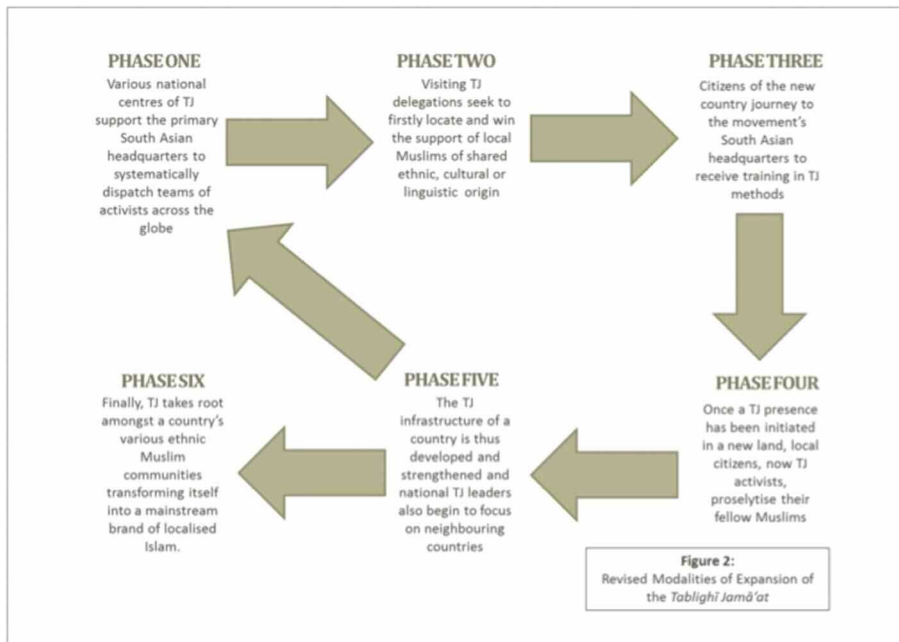 PHASE ONE
Various national
centres of TJ
support the primary
South Asian
headquarters to
systematically
dispatch teams of
activists across the
globe
PHASE TWO
Visiting TJ
delegations seek to
firstly locate and win
the support of local
Muslims of shared
ethnic, cultural or
linguistic origin
PHASE THREE
Citizens of the new
country journey to
the movement's
South Asian
headquarters to
receive training in TJ
methods
PHASE FOUR
Once a TJ presence
has been initiated
in a new land, local
citizens, now TJ
activists,
proselytise their
fellow Muslims
PHASE FIVE
The TJ
infrastructure of a
country is thus
developed and
strengthened and
national TJ leaders
also begin to focus
on neighbouring
countries
PHASE SIX
Finally, TJ takes root
amongst a country's
various ethnic
Muslim
communities
transforming itself
into a mainstream
brand of localised
Islam.
Figure 2:
Revised Modalities of Expansion of
the Tablighī Jamā'at